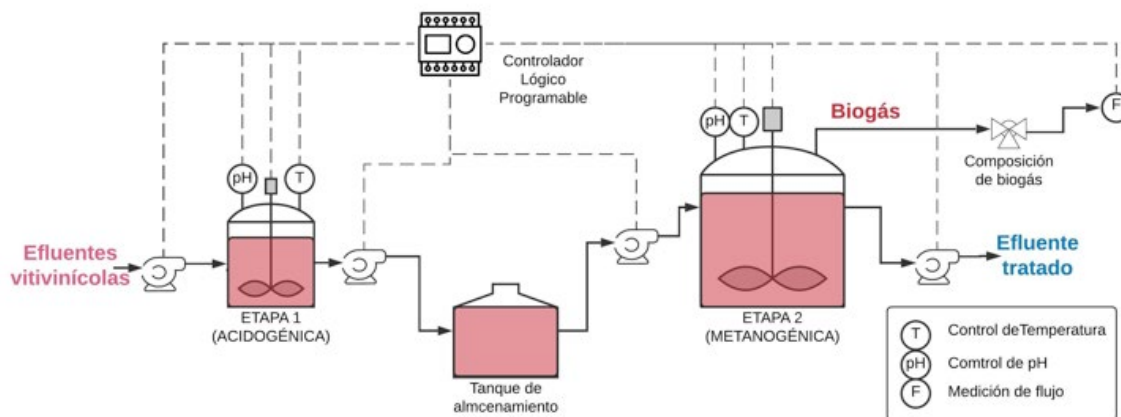 Controlador
Lógico
Programable
pH
T
pH
T
Biogás
F
Composición
de biogás
Efluentes
vitivinícolas
ETAPA 1
(ACIDOGÉNICA)
Tanque de
almcenamiento
ETAPA 2
(METANOGÉNICA)
Efluente
tratado
T Control deTemperatura
pH Comtrol de pH
F Medición de flujo